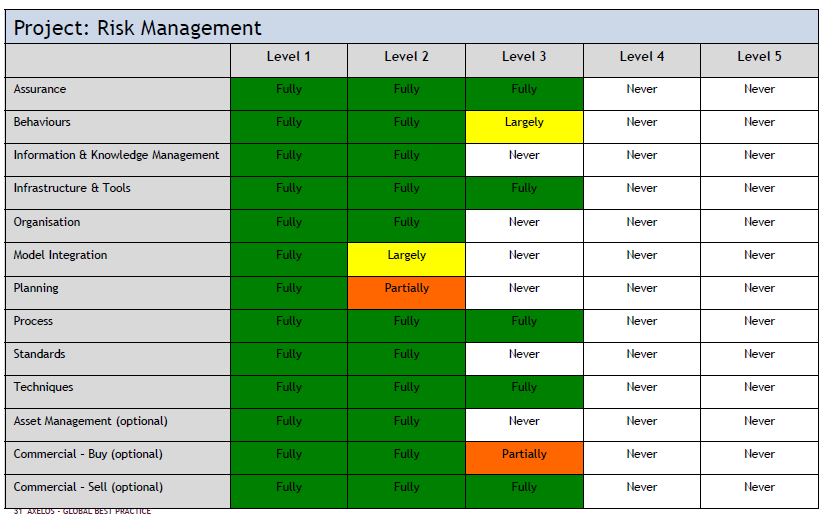 Project: Risk Management
Level 1 Level 2 Level 3 Level 4 Level 5
Assurance Fully Fully Fully Never Never
Behaviours Fully Fully Largely Never Never
Information & Knowledge Management Fully Fully Never Never Never
Infrastructure & Tools Fully Fully Fully Never Never
Organisation Fully Fully Never Never Never
Model Integration Fully Largely Never Never Never
Planning Fully Partially Never Never Never
Process Fully Fully Fully Never Never
Standards Fully Fully Never Never Never
Techniques Fully Fully Fully Never Never
Asset Management (optional) Fully Fully Never Never Never
Commercial – Buy (optional) Fully Fully Partially Never Never
Commercial – Sell (optional) Fully Fully Fully Never Never
31 AXELOS - GLOBAL BEST PRACTICE